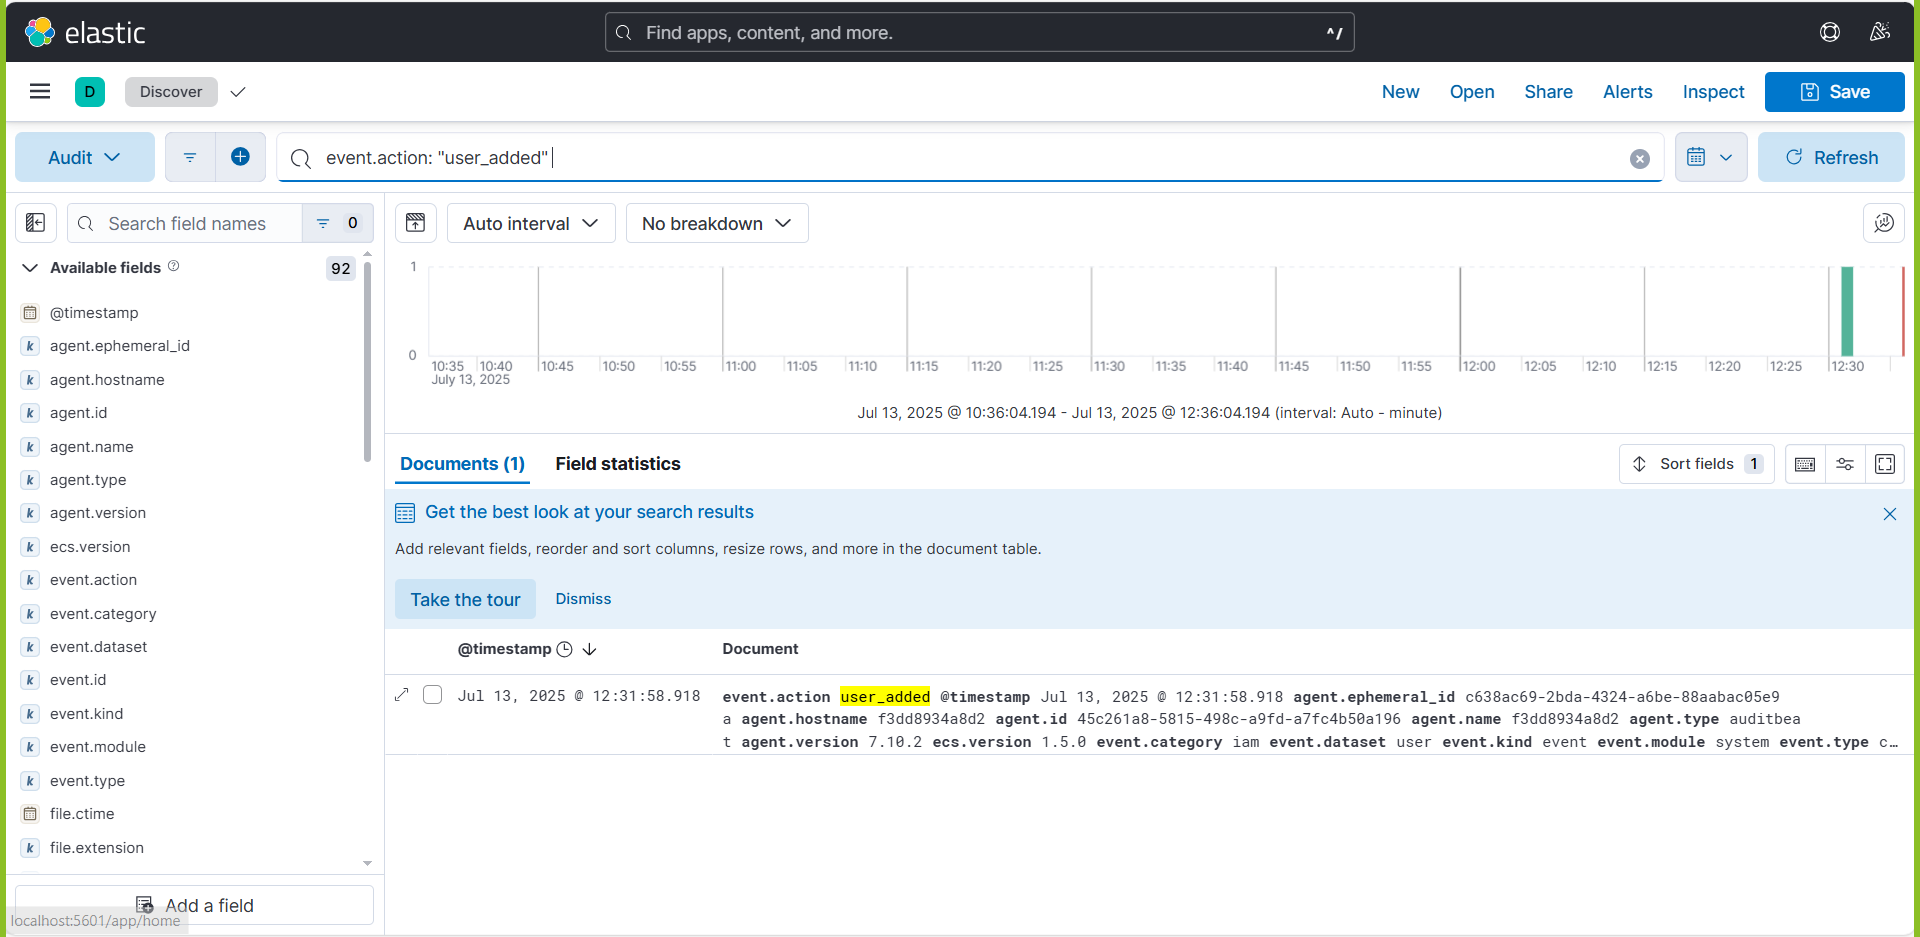 elastic
Find apps, content, and more.
^/
D
Discover
New
Open
Share
Alerts
Inspect
Save
Audit
event.action: "user_added"
Refresh
Search field names
0
Auto interval
No breakdown
Available fields
92
@timestamp
agent.ephemeral_id
agent.hostname
agent.id
agent.name
agent.type
agent.version
ecs.version
event.action
event.category
event.dataset
event.id
event.kind
event.module
event.type
file.ctime
file.extension
Add a field
localhost:5601/app/home
1
0
10:35 10:40 10:45 10:50 10:55 11:00 11:05 11:10 11:15 11:20 11:25 11:30 11:35 11:40 11:45 11:50 11:55 12:00 12:05 12:10 12:15 12:20 12:25 12:30
July 13, 2025
Jul 13, 2025 @ 10:36:04.194 - Jul 13, 2025 @ 12:36:04.194 (interval: Auto - minute)
Documents (1)
Field statistics
Sort fields 1
Get the best look at your search results
Add relevant fields, reorder and sort columns, resize rows, and more in the document table.
Take the tour
Dismiss
@timestamp
Document
Jul 13, 2025 @ 12:31:58.918
event.action user_added @timestamp Jul 13, 2025 @ 12:31:58.918 agent.ephemeral_id c638ac69-2bda-4324-a6be-88aabac05e9
a agent.hostname f3dd8934a8d2 agent.id 45c261a8-5815-498c-a9fd-a7fc4b50a196 agent.name f3dd8934a8d2 agent.type auditbea
t agent.version 7.10.2 ecs.version 1.5.0 event.category iam event.dataset user event.kind event event.module system event.type c…